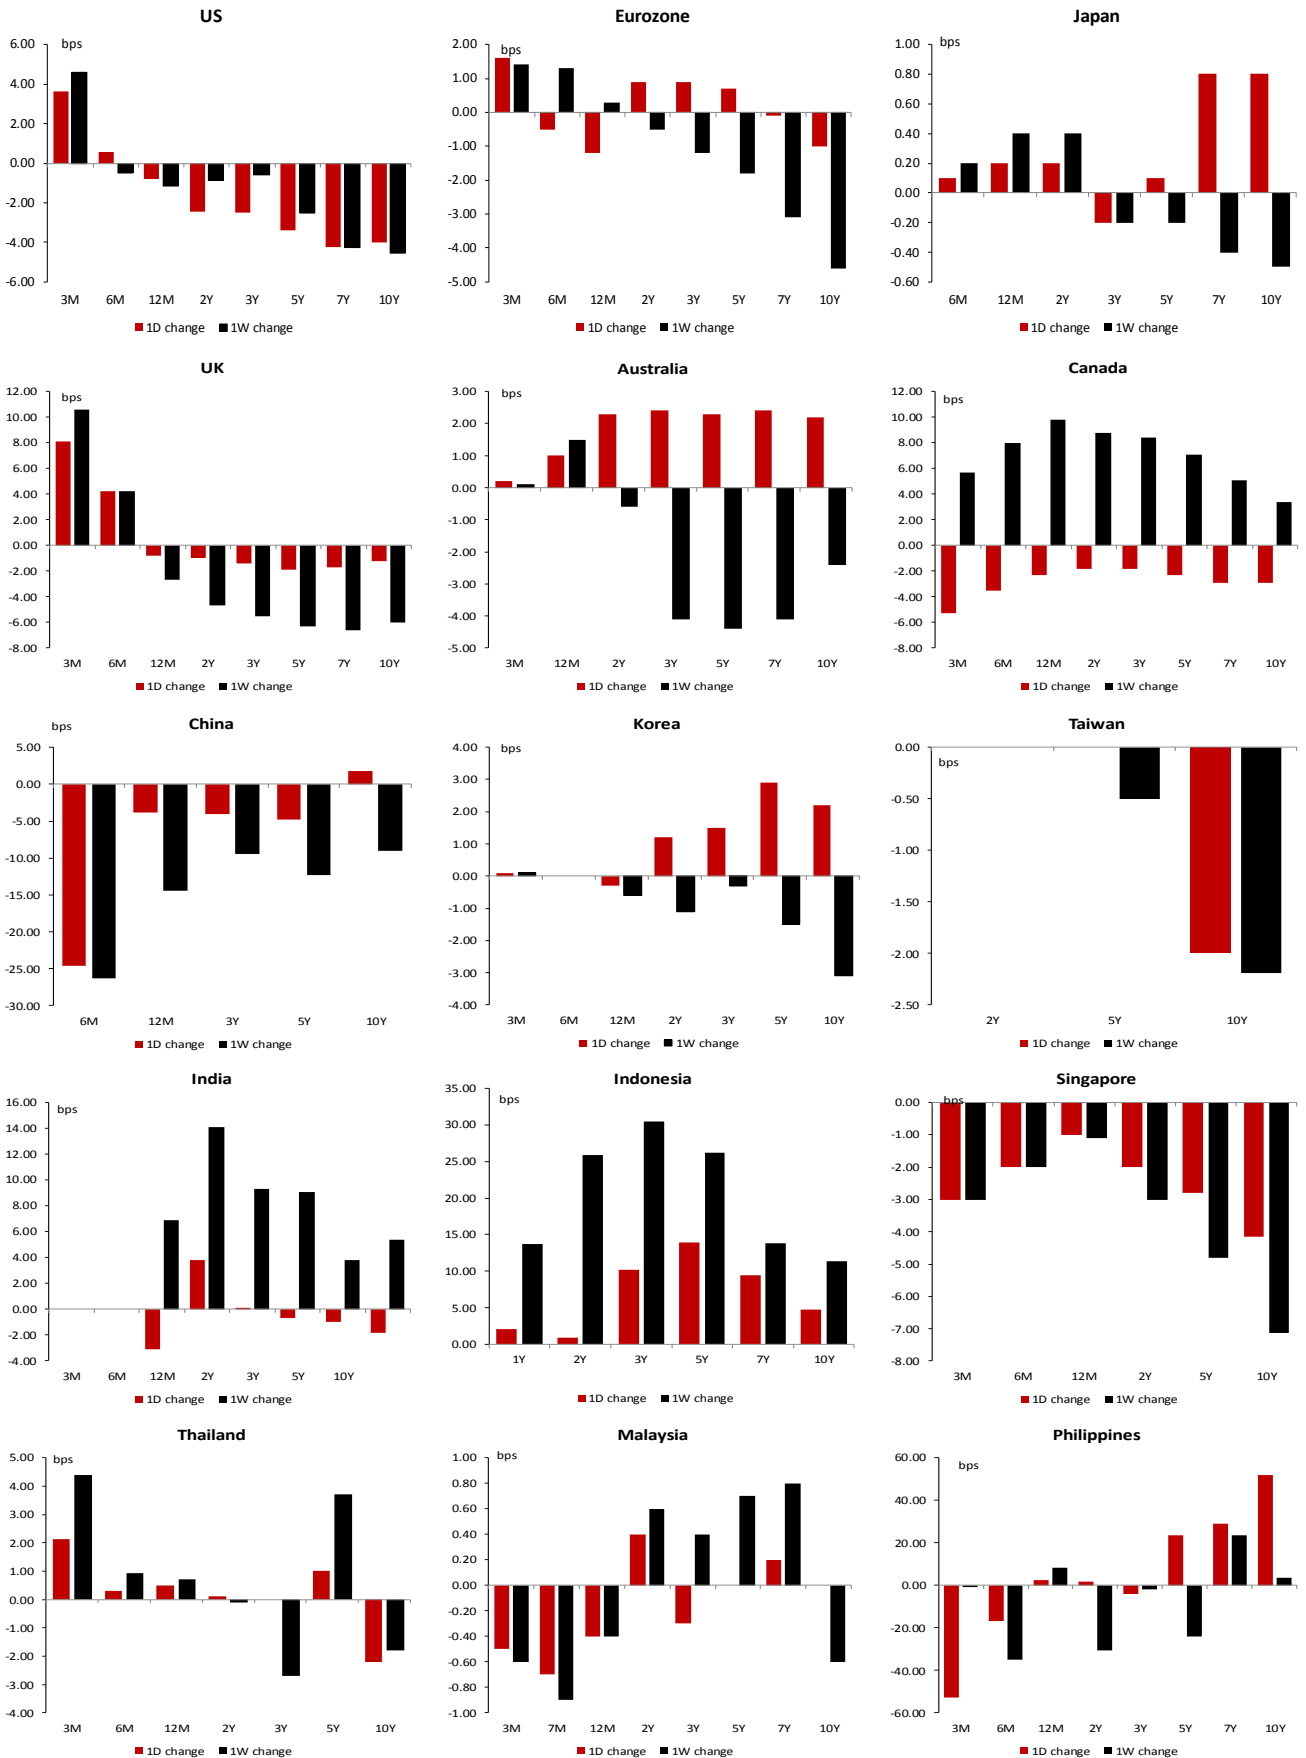 US
bps
6.00
4.00
2.00
0.00
-2.00
-4.00
-6.00
3M 6M 12M 2Y 3Y 5Y 7Y 10Y
1D change 1W change
Eurozone
bps
2.00
1.00
0.00
-1.00
-2.00
-3.00
-4.00
-5.00
3M 6M 12M 2Y 3Y 5Y 7Y 10Y
1D change 1W change
Japan
bps
1.00
0.80
0.60
0.40
0.20
0.00
-0.20
-0.40
-0.60
6M 12M 2Y 3Y 5Y 7Y 10Y
1D change 1W change
UK
bps
12.00
10.00
8.00
6.00
4.00
2.00
0.00
-2.00
-4.00
-6.00
-8.00
3M 6M 12M 2Y 3Y 5Y 7Y 10Y
1D change 1W change
Australia
bps
3.00
2.00
1.00
0.00
-1.00
-2.00
-3.00
-4.00
-5.00
3M 12M 2Y 3Y 5Y 7Y 10Y
1D change 1W change
Canada
bps
12.00
10.00
8.00
6.00
4.00
2.00
0.00
-2.00
-4.00
-6.00
-8.00
3M 6M 12M 2Y 3Y 5Y 7Y 10Y
1D change 1W change
China
bps
5.00
0.00
-5.00
-10.00
-15.00
-20.00
-25.00
-30.00
6M 12M 3Y 5Y 10Y
1D change 1W change
Korea
bps
4.00
3.00
2.00
1.00
0.00
-1.00
-2.00
-3.00
-4.00
3M 6M 12M 2Y 3Y 5Y 10Y
1D change 1W change
Taiwan
bps
0.00
-0.50
-1.00
-1.50
-2.00
-2.50
2Y 5Y 10Y
1D change 1W change
India
bps
16.00
14.00
12.00
10.00
8.00
6.00
4.00
2.00
0.00
-2.00
-4.00
3M 6M 12M 2Y 3Y 5Y 10Y
1D change 1W change
Indonesia
bps
35.00
30.00
25.00
20.00
15.00
10.00
5.00
0.00
1Y 2Y 3Y 5Y 7Y 10Y
1D change 1W change
Singapore
bps
0.00
-1.00
-2.00
-3.00
-4.00
-5.00
-6.00
-7.00
-8.00
3M 6M 12M 2Y 5Y 10Y
1D change 1W change
Thailand
bps
5.00
4.00
3.00
2.00
1.00
0.00
-1.00
-2.00
-3.00
-4.00
3M 6M 12M 2Y 3Y 5Y 10Y
1D change 1W change
Malaysia
bps
1.00
0.80
0.60
0.40
0.20
0.00
-0.20
-0.40
-0.60
-0.80
-1.00
3M 7M 12M 2Y 3Y 5Y 7Y 10Y
1D change 1W change
Philippines
bps
60.00
40.00
20.00
0.00
-20.00
-40.00
-60.00
3M 6M 12M 2Y 3Y 5Y 7Y 10Y
1D change 1W change